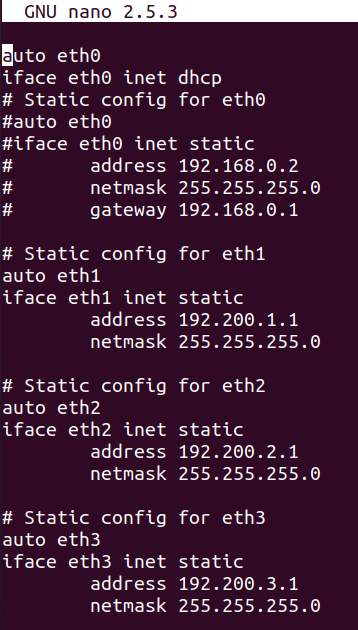 GNU nano 2.5.3
auto eth0
iface eth0 inet dhcp
# Static config for eth0
#auto eth0
#iface eth0 inet static
#       address 192.168.0.2
#       netmask 255.255.255.0
#       gateway 192.168.0.1
# Static config for eth1
auto eth1
iface eth1 inet static
        address 192.200.1.1
        netmask 255.255.255.0
# Static config for eth2
auto eth2
iface eth2 inet static
        address 192.200.2.1
        netmask 255.255.255.0
# Static config for eth3
auto eth3
iface eth3 inet static
        address 192.200.3.1
        netmask 255.255.255.0